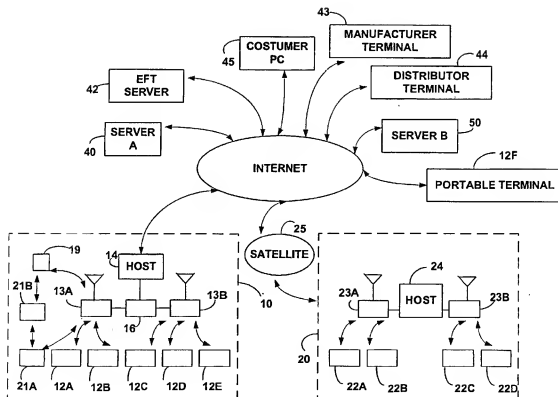 43
MANUFACTURER
TERMINAL
COSTUMER
PC
45
44
DISTRIBUTOR
TERMINAL
EFT
SERVER
42
SERVER
A
40
SERVER B
50
INTERNET
12F
PORTABLE TERMINAL
25
SATELLITE
19
14
HOST
24
HOST
21B
13A
13B
10
23A
23B
16
20
21A
12A
12B
12C
12D
12E
22A
22B
22C
22D